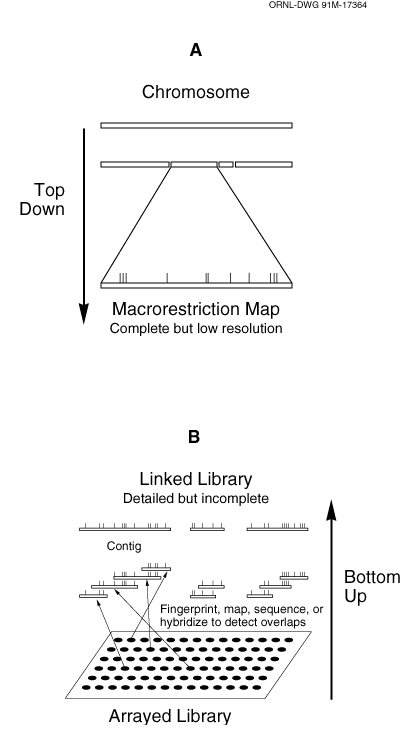 ORNL-DWG 91M-17364
A
Chromosome
Top
Down
Macrorestriction Map
Complete but low resolution
B
Linked Library
Detailed but incomplete
Contig
Bottom
Up
Fingerprint, map, sequence, or
hybridize to detect overlaps
Arrayed Library